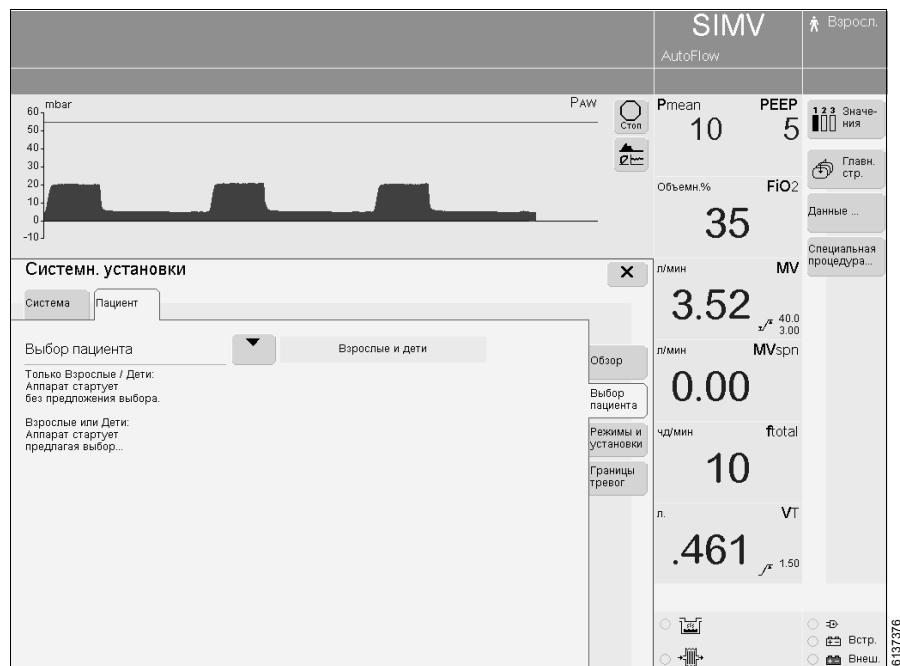 SIMV
AutoFlow
Взросл.
mbar
PAW
60
50
40
30
20
10
0
-10
Стоп
Pmean
PEEP
10
5
1 2 3 Значе-
ния
Главн.
стр.
Данные ...
Специальная
процедура...
Объемн.%
FiO2
35
л/мин
MV
3.52
40.0
3.00
л/мин
MVspn
0.00
чд/мин
ftotal
10
л.
VT
.461
1.50
Системн. установки
Система
Пациент
Выбор пациента
Взрослые и дети
Только Взрослые / Дети:
Аппарат стартует
без предложения выбора.
Взрослые или Дети:
Аппарат стартует
предлагая выбор...
Обзор
Выбор
пациента
Режимы и
установки
Границы
тревог
Встр.
Внеш.
6137376